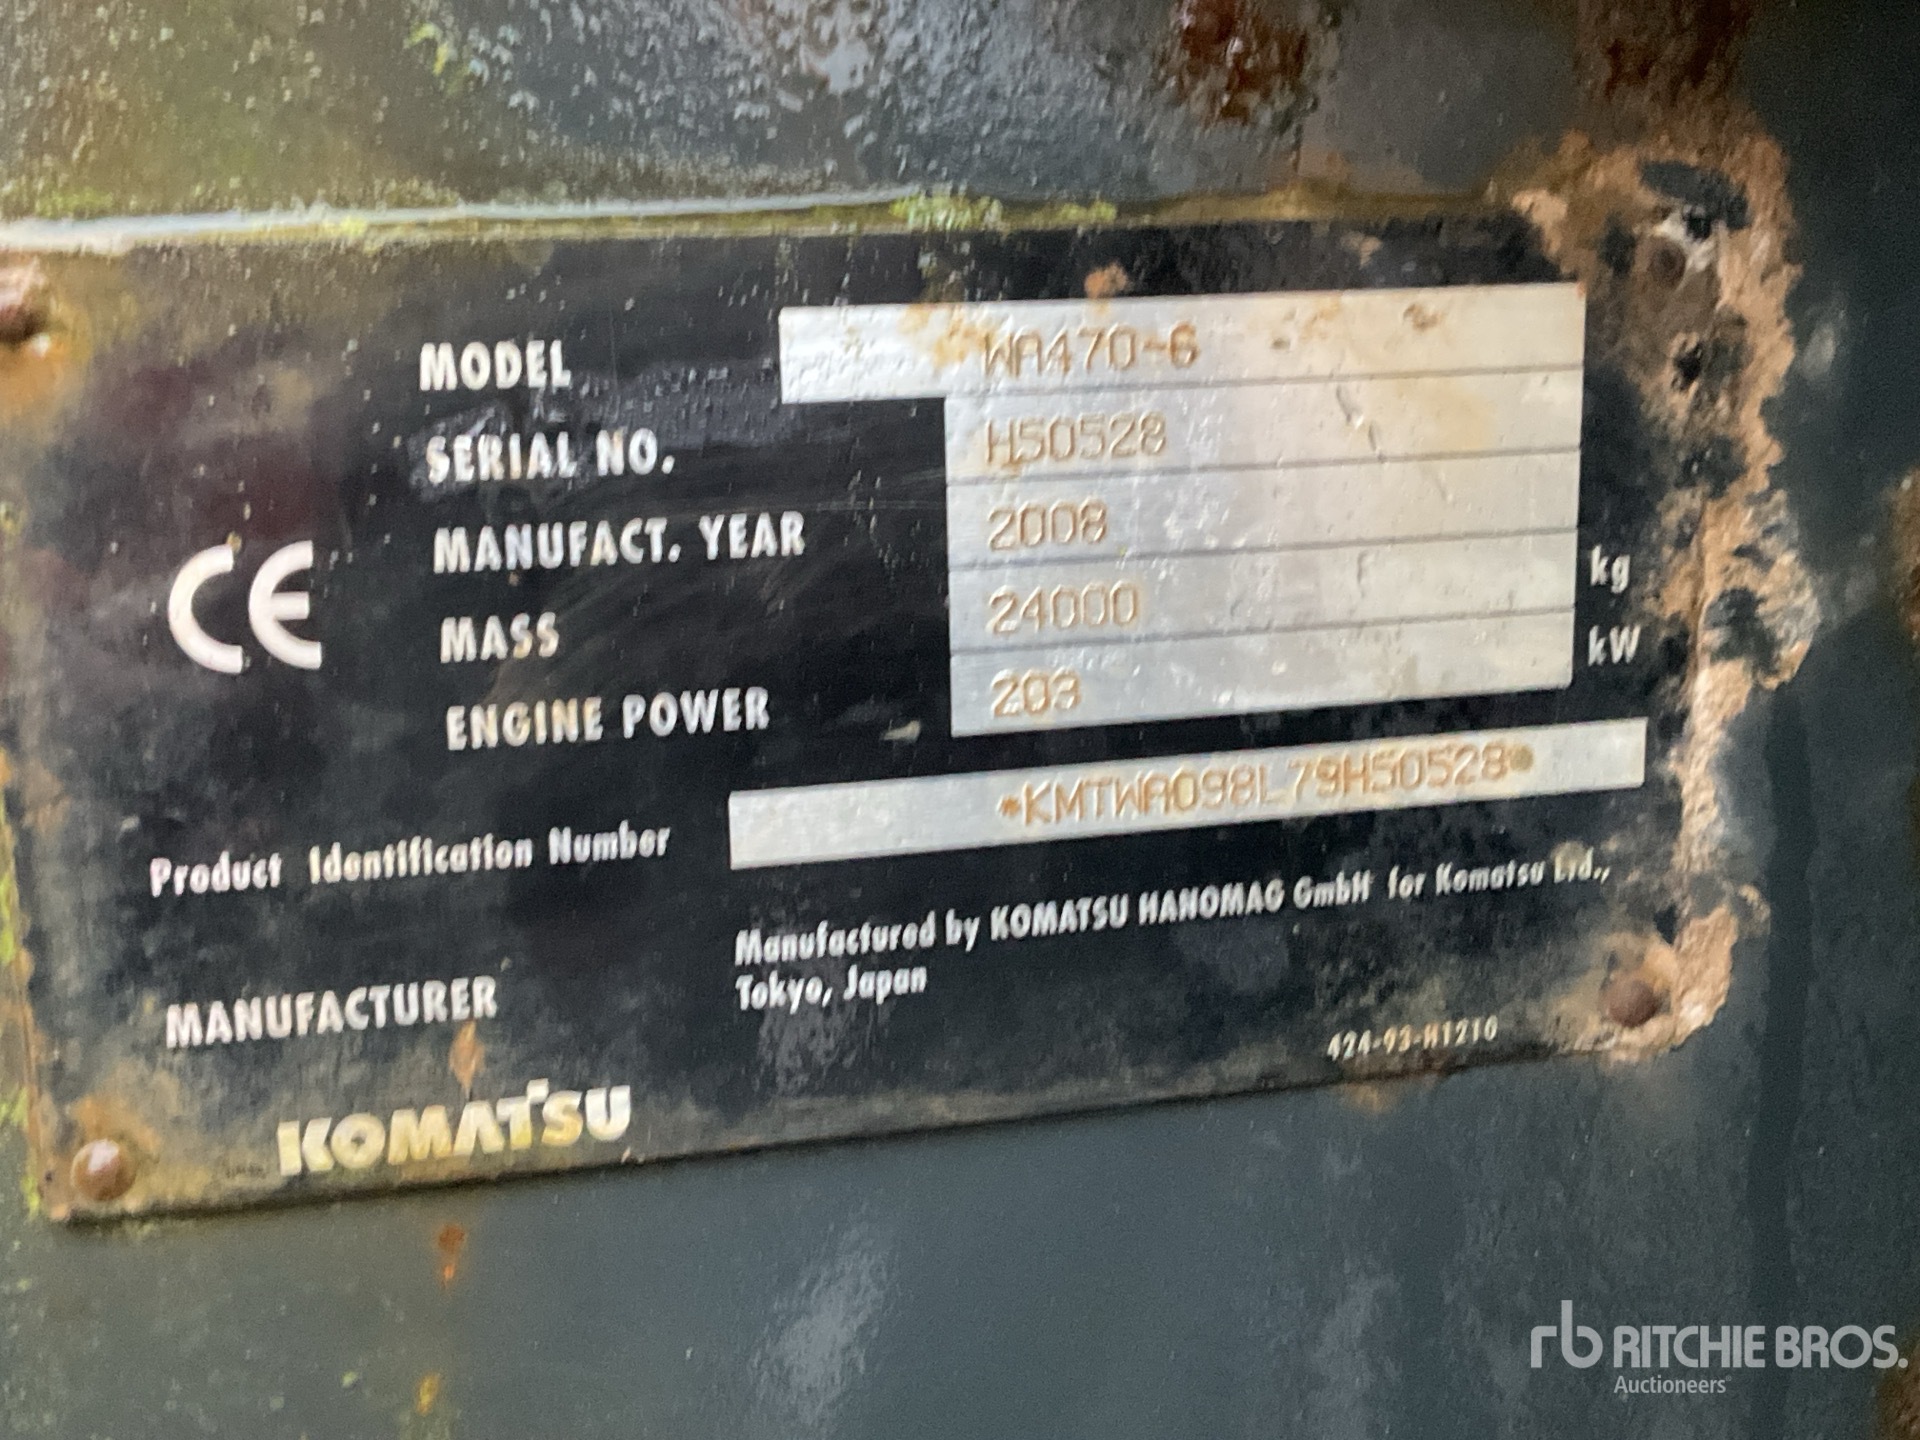 MODEL WA470-6
SERIAL NO. H50528
MANUFACT. YEAR 2008
MASS 24000 kg
ENGINE POWER 203 kW
CE
Product Identification Number *KMTWA098L79H50528*
MANUFACTURER Manufactured by KOMATSU HANOMAG GmbH for Komatsu Ltd.,
Tokyo, Japan
424-93-H1210
KOMATSU
rb RITCHIE BROS.
Auctioneers